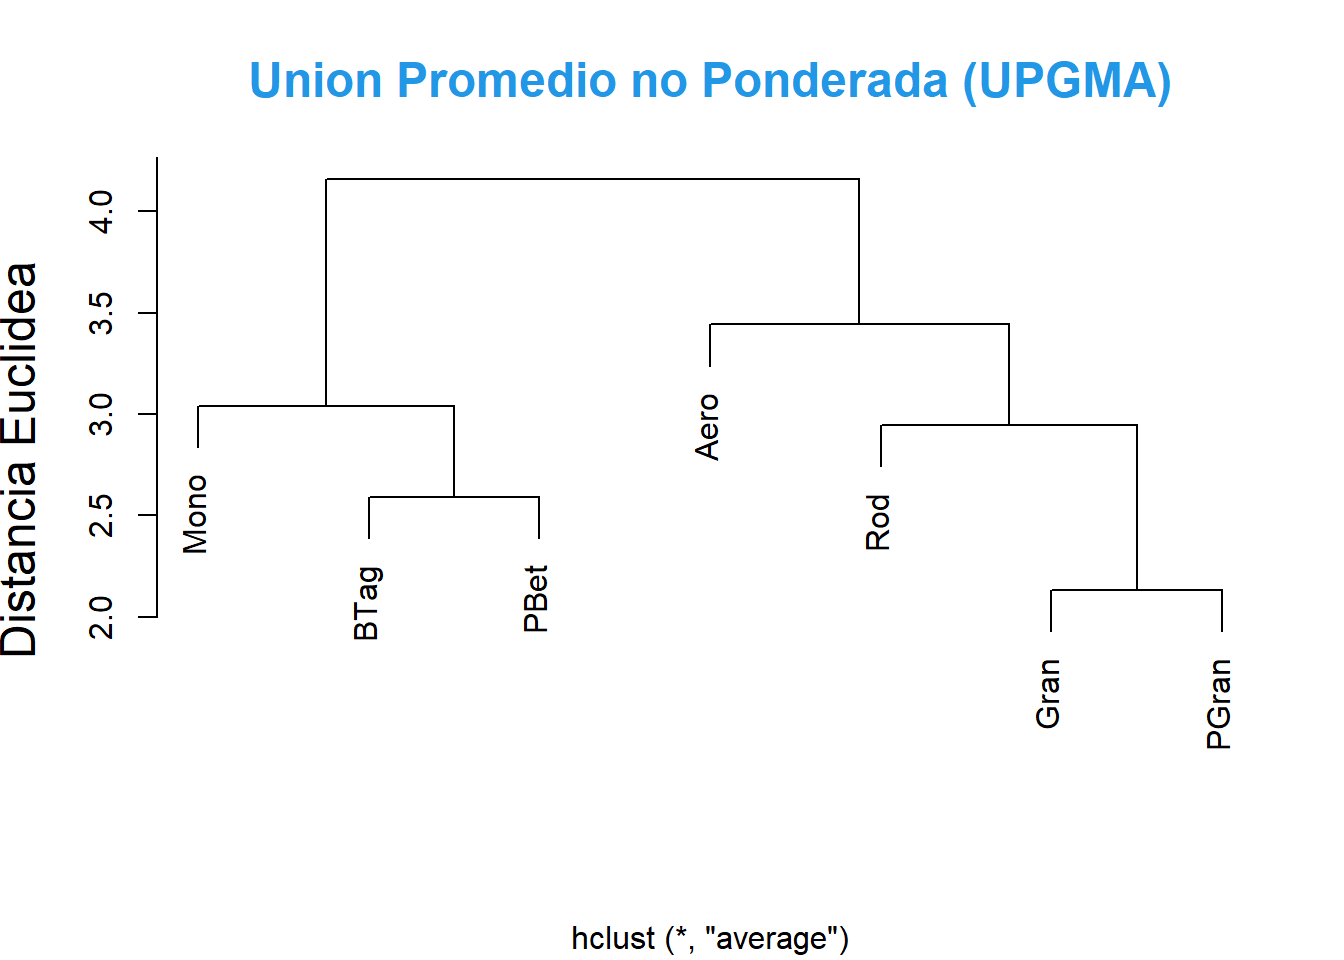 Union Promedio no Ponderada (UPGMA)
Distancia Euclidea
4.0
3.5
3.0
2.5
2.0
Mono
BTag
PBet
Aero
Rod
Gran
PGran
hclust (*, "average")